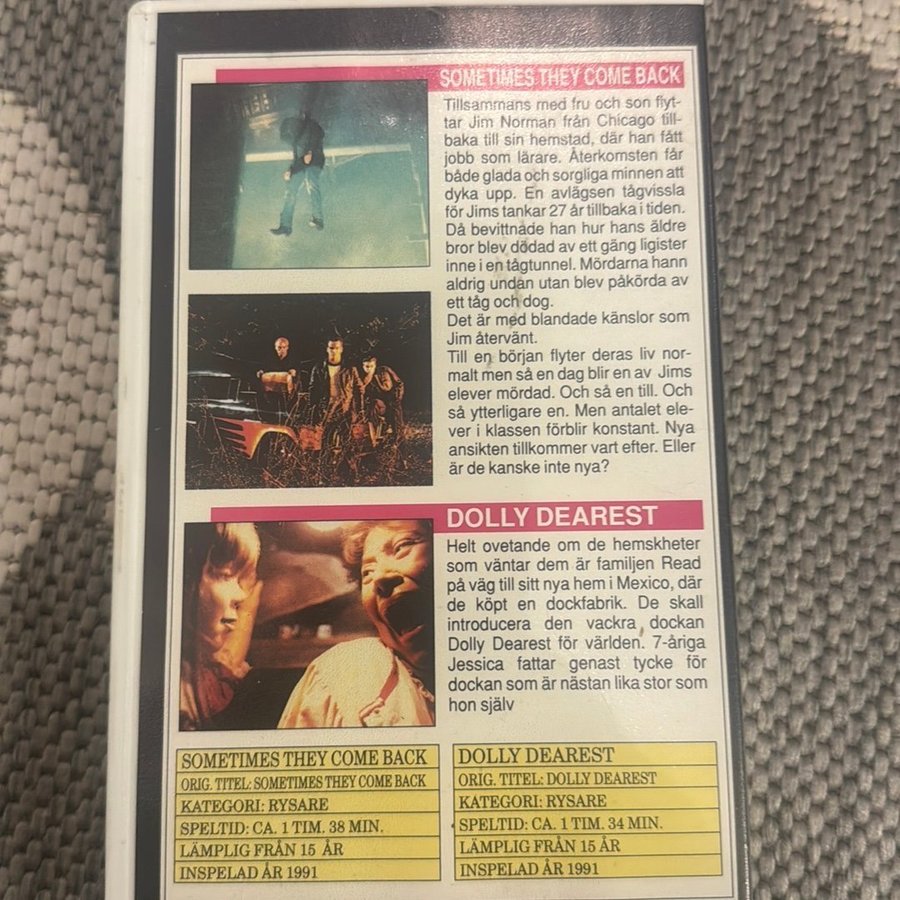 SOMETIMES THEY COME BACK
Tillsammans med fru och son flyt-
tar Jim Norman från Chicago till-
baka till sin hemstad, där han fått
jobb som lärare. Återkomsten får
både glada och sorgliga minnen att
dyka upp. En avlägsen tågvissla
för Jims tankar 27 år tillbaka i tiden.
Då bevittnade han hur hans äldre
bror blev dödad av ett gäng ligister
inne i en tågtunnel. Mördarna hann
aldrig undan utan blev påkörda av
ett tåg och dog.
Det är med blandade känslor som
Jim återvänt.
Till en början flyter deras liv nor-
malt men så en dag blir en av Jims
elever mördad. Och så en till. Och
så ytterligare en. Men antalet ele-
ver i klassen förblir konstant. Nya
ansikten tillkommer vart efter. Eller
är de kanske inte nya?
DOLLY DEAREST
Helt ovetande om de hemskheter
som väntar dem är familjen Read
på väg till sitt nya hem i Mexico, där
de köpt en dockfabrik. De skall
introducera den vackra dockan
Dolly Dearest för världen. 7-åriga
Jessica fattar genast tycke för
dockan som är nästan lika stor som
hon själv
SOMETIMES THEY COME BACK
ORIG. TITEL: SOMETIMES THEY COME BACK
KATEGORI: RYSARE
SPELTID: CA. 1 TIM. 38 MIN.
LÄMPLIG FRÅN 15 ÅR
INSPELAD ÅR 1991
DOLLY DEAREST
ORIG. TITEL: DOLLY DEAREST
KATEGORI: RYSARE
SPELTID: CA. 1 TIM. 34 MIN.
LÄMPLIG FRÅN 15 ÅR
INSPELAD ÅR 1991